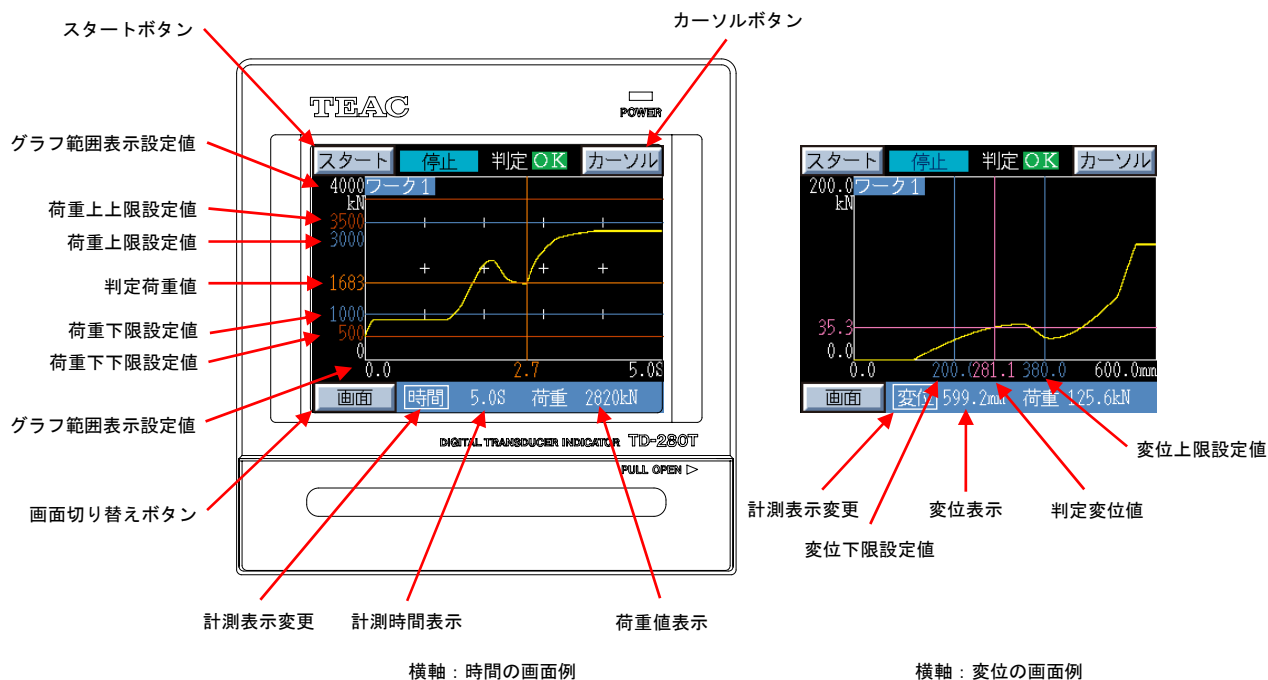 スタートボタン
カーソルボタン
TEAC
POWER
グラフ範囲表示設定値
荷重上上限設定値
荷重上限設定値
判定荷重値
荷重下限設定値
荷重下下限設定値
グラフ範囲表示設定値
画面切り替えボタン
スタート 停止 判定 OK カーソル
4000 ワーク1
kN
3500
3000
1683
1000
500
0
0.0 2.7 5.0S
画面 時間 5.0S 荷重 2820kN
DIGITAL TRANSDUCER INDICATOR TD-280T
PULL OPEN ▷
計測表示変更
計測時間表示
荷重値表示
横軸：時間の画面例
スタート 停止 判定 OK カーソル
200.0 ワーク1
kN
35.3
0.0
0.0 200.0 281.1 380.0 600.0mm
画面 変位 599.2mm 荷重 125.6kN
変位上限設定値
計測表示変更
変位表示
判定変位値
変位下限設定値
横軸：変位の画面例